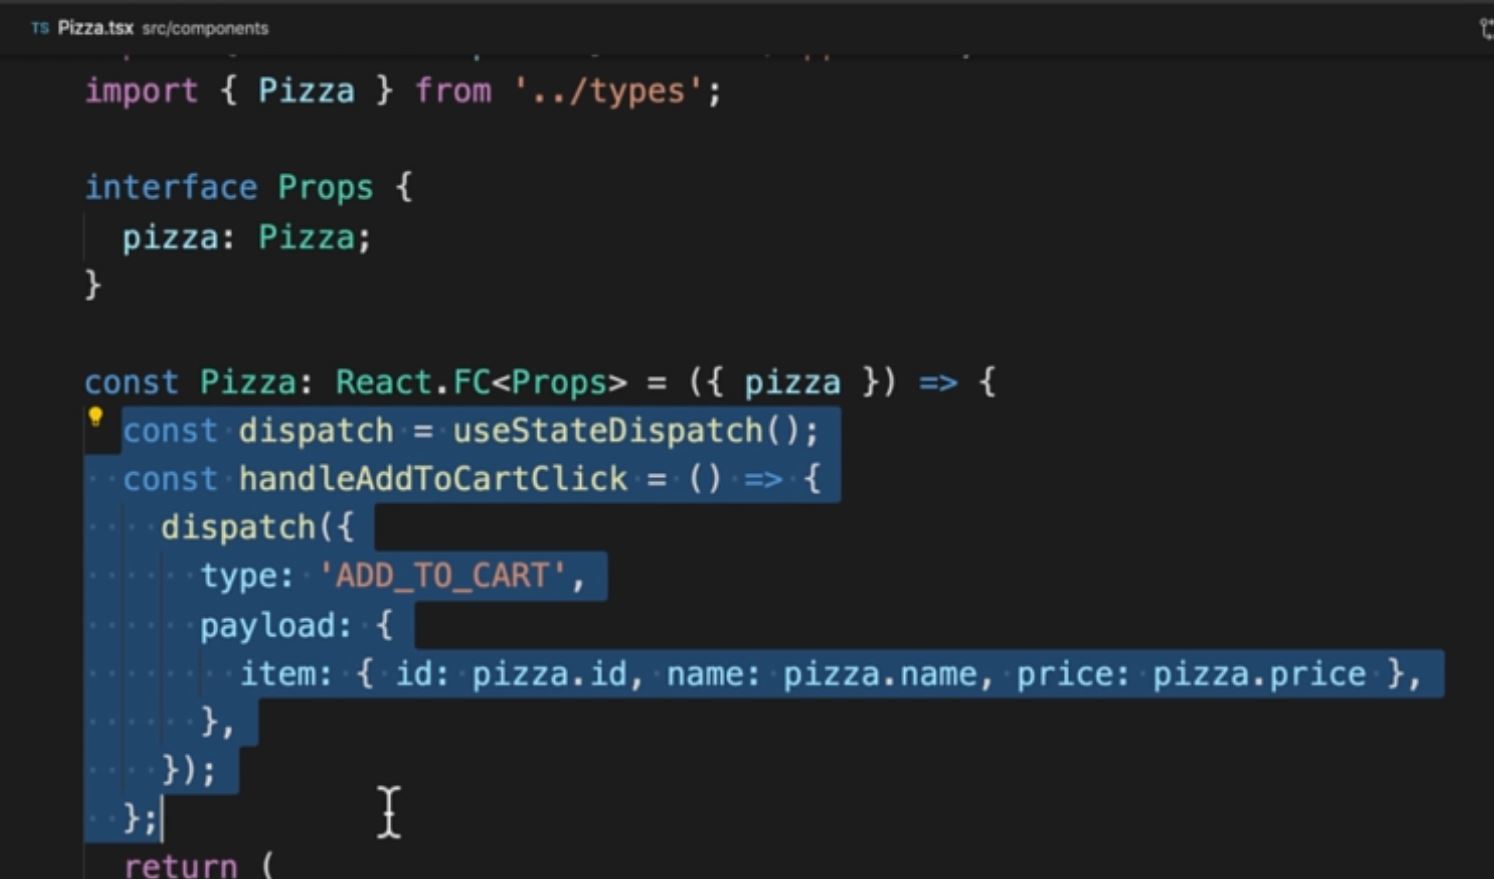 TS Pizza.tsx src/components
import { Pizza } from '../types';
interface Props {
  pizza: Pizza;
}
const Pizza: React.FC<Props> = ({ pizza }) => {
  const dispatch = useStateDispatch();
  const handleAddToCartClick = () => {
    dispatch({
      type: 'ADD_TO_CART',
      payload: {
        item: { id: pizza.id, name: pizza.name, price: pizza.price },
      },
    });
  };
  return (